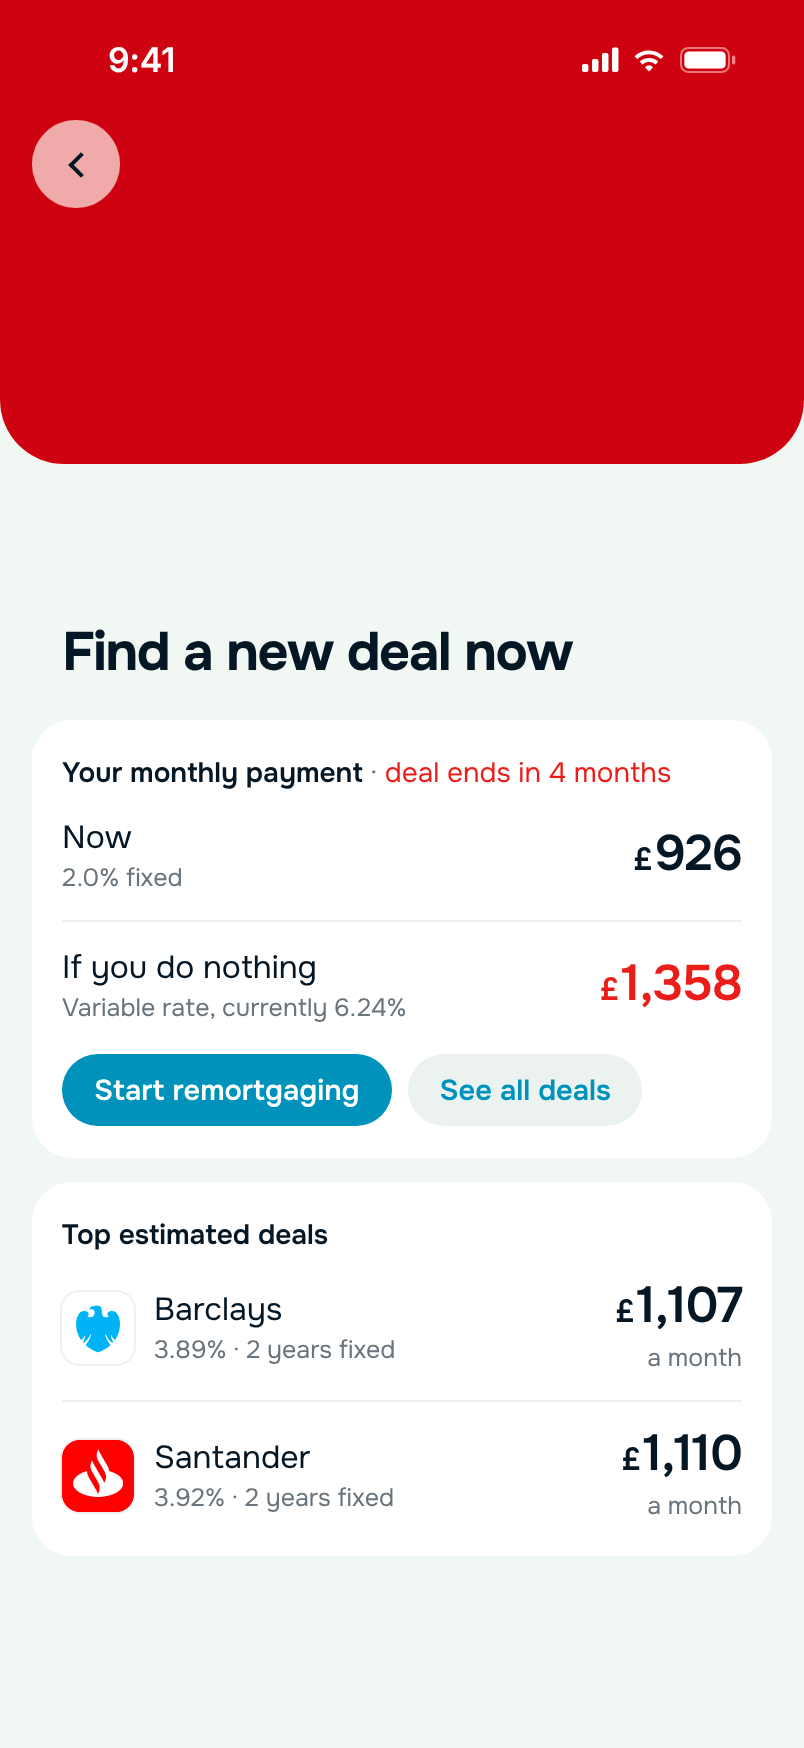 9:41
Find a new deal now
Your monthly payment · deal ends in 4 months
Now
2.0% fixed
£926
If you do nothing
Variable rate, currently 6.24%
£1,358
Start remortgaging
See all deals
Top estimated deals
Barclays
3.89% · 2 years fixed
£1,107
a month
Santander
3.92% · 2 years fixed
£1,110
a month